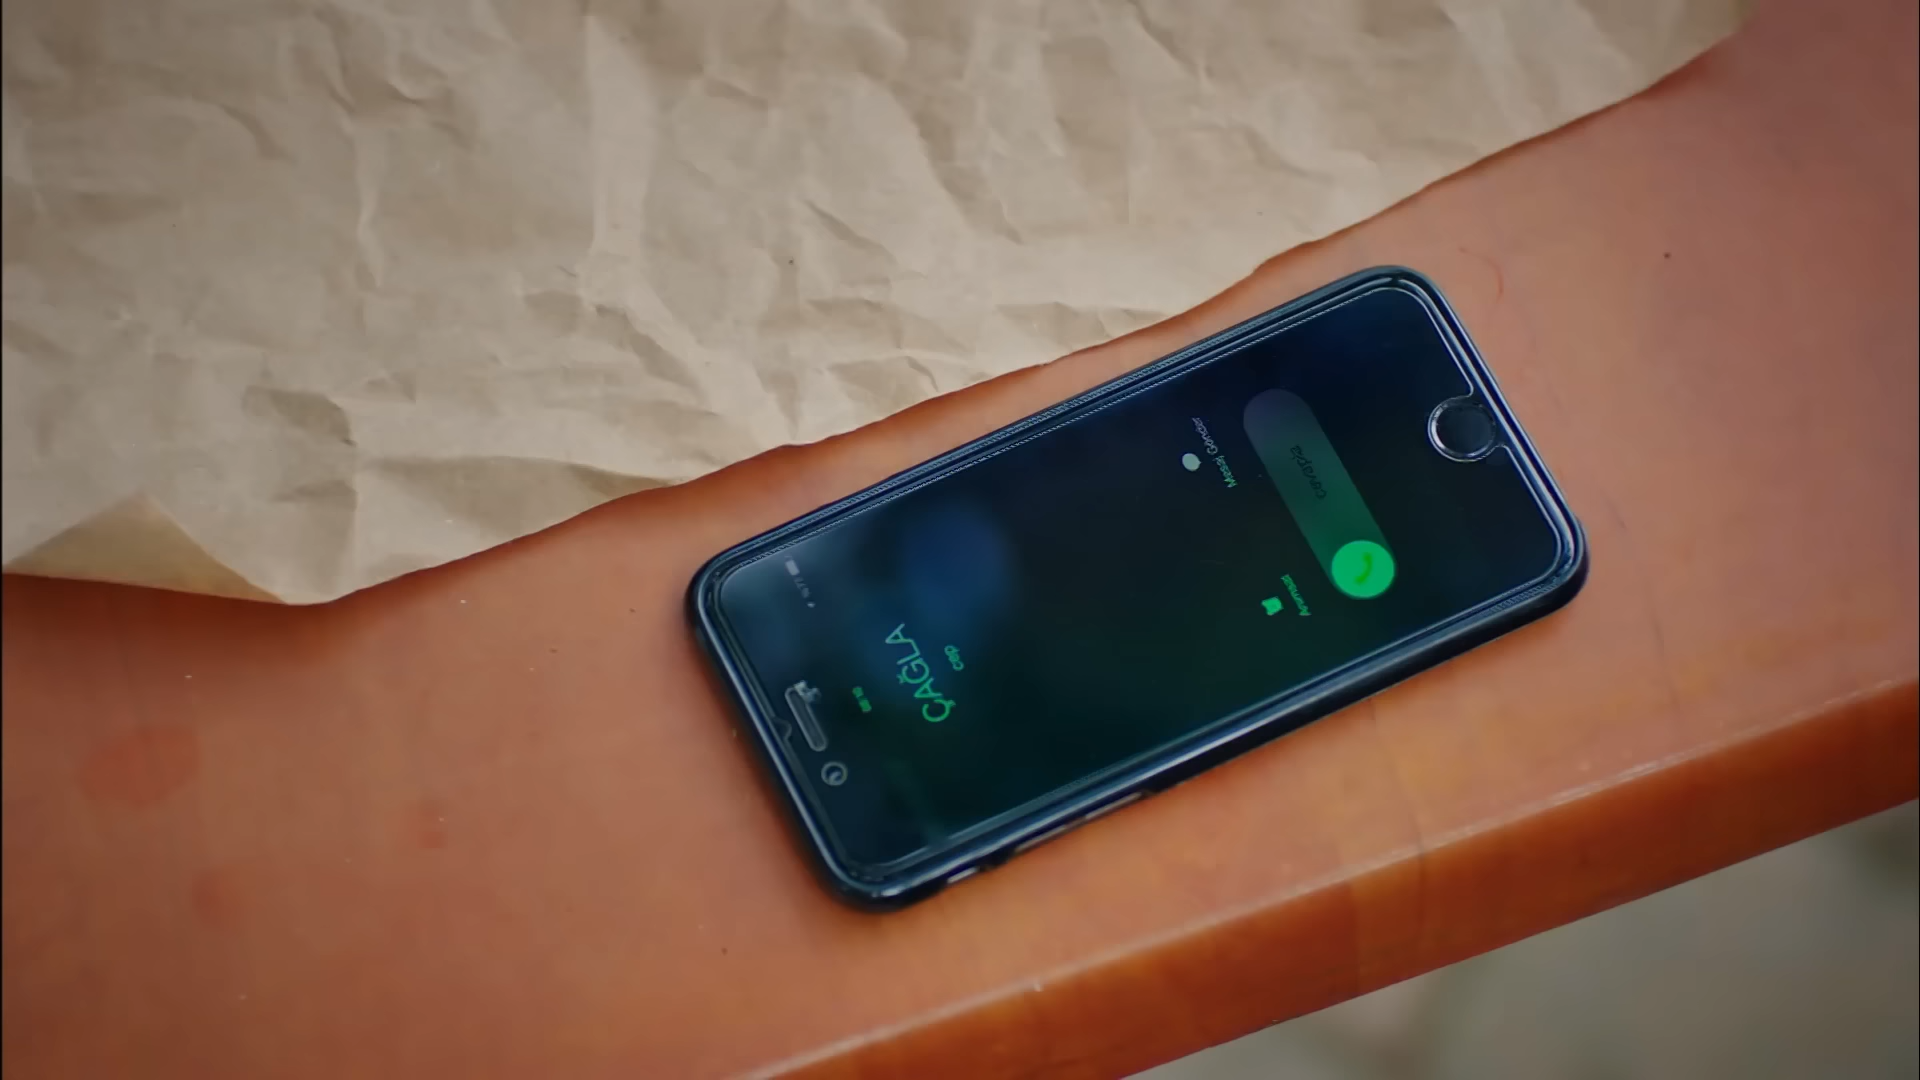 ÇAĞLA
cep
Anımsat
Mesaj Gönder
cevapla